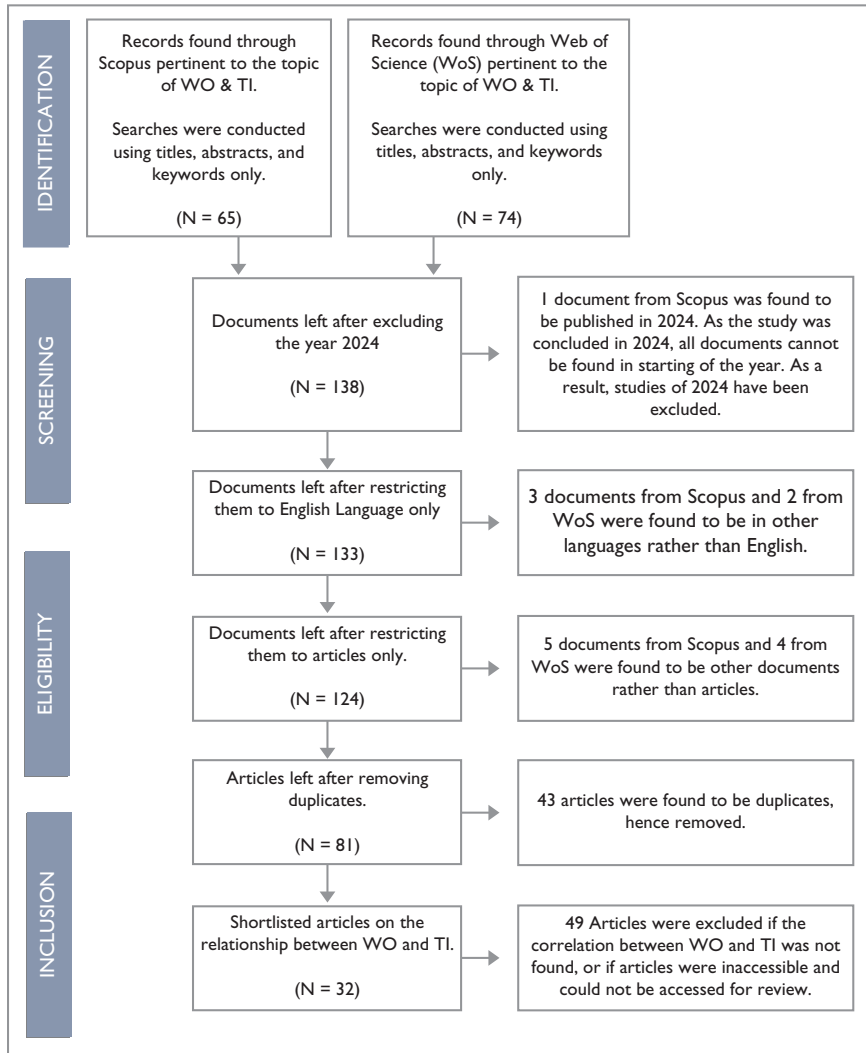 IDENTIFICATION
Records found through
Scopus pertinent to the topic
of WO & TI.
Searches were conducted
using titles, abstracts, and
keywords only.
(N = 65)
Records found through Web of
Science (WoS) pertinent to the
topic of WO & TI.
Searches were conducted using
titles, abstracts, and keywords
only.
(N = 74)
SCREENING
Documents left after excluding
the year 2024
(N = 138)
1 document from Scopus was found to
be published in 2024. As the study was
concluded in 2024, all documents cannot
be found in starting of the year. As a
result, studies of 2024 have been
excluded.
Documents left after restricting
them to English Language only
(N = 133)
3 documents from Scopus and 2 from
WoS were found to be in other
languages rather than English.
ELIGIBILITY
Documents left after restricting
them to articles only.
(N = 124)
5 documents from Scopus and 4 from
WoS were found to be other documents
rather than articles.
Articles left after removing
duplicates.
(N = 81)
43 articles were found to be duplicates,
hence removed.
INCLUSION
Shortlisted articles on the
relationship between WO and TI.
(N = 32)
49 Articles were excluded if the
correlation between WO and TI was not
found, or if articles were inaccessible and
could not be accessed for review.